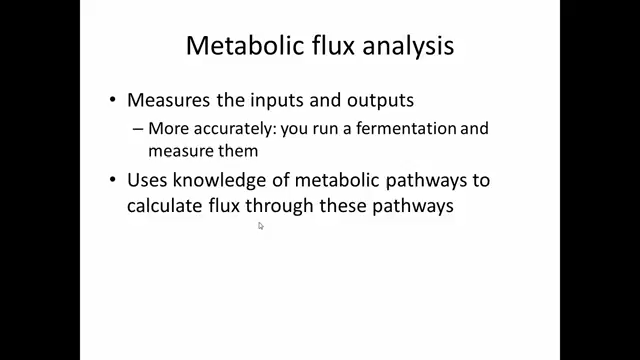 Metabolic flux analysis
• Measures the inputs and outputs
– More accurately: you run a fermentation and
measure them
• Uses knowledge of metabolic pathways to
calculate flux through these pathways